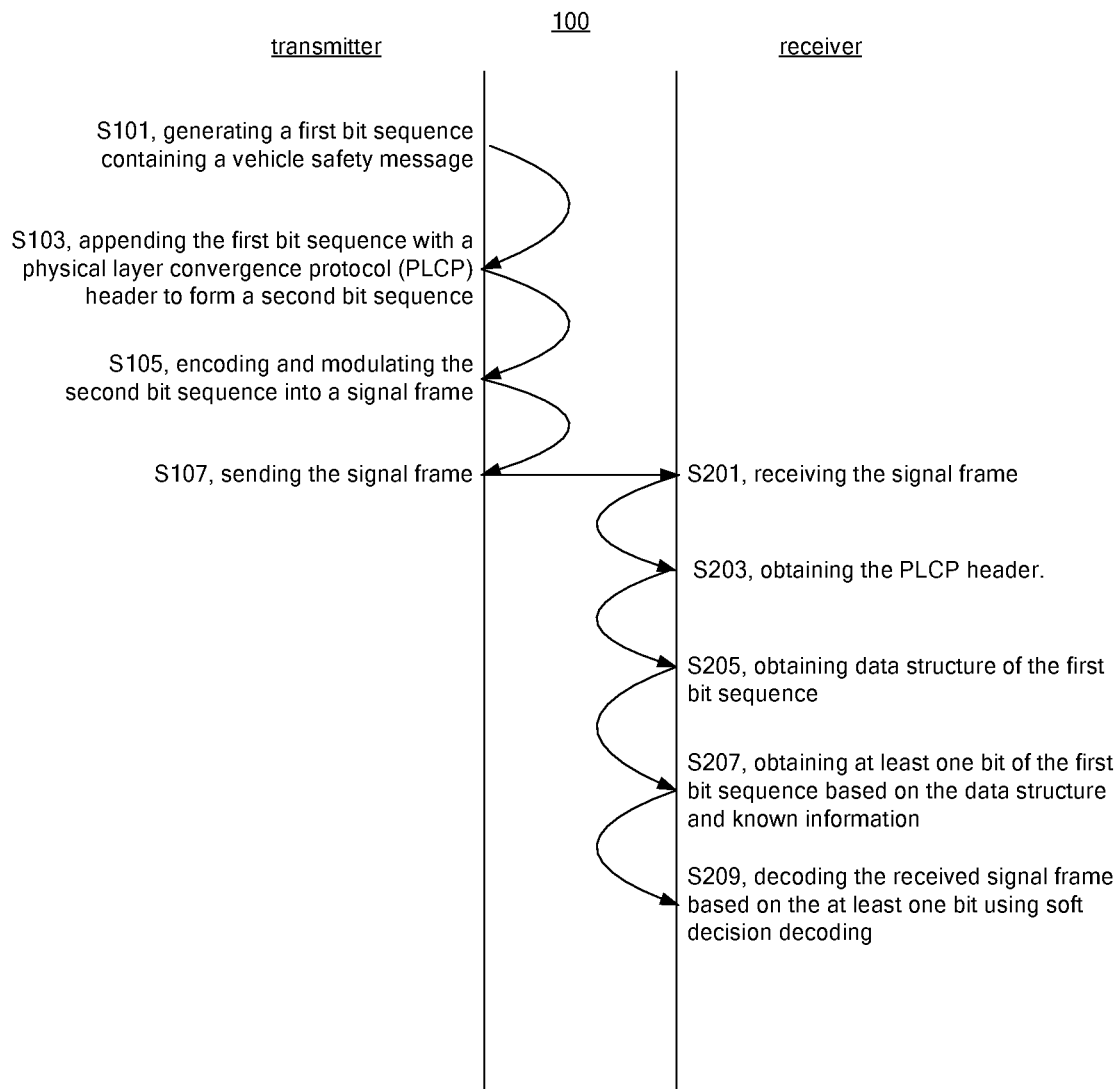 100
transmitter
receiver
S101, generating a first bit sequence
containing a vehicle safety message
S103, appending the first bit sequence with a
physical layer convergence protocol (PLCP)
header to form a second bit sequence
S105, encoding and modulating the
second bit sequence into a signal frame
S107, sending the signal frame
S201, receiving the signal frame
S203, obtaining the PLCP header.
S205, obtaining data structure of the first
bit sequence
S207, obtaining at least one bit of the first
bit sequence based on the data structure
and known information
S209, decoding the received signal frame
based on the at least one bit using soft
decision decoding